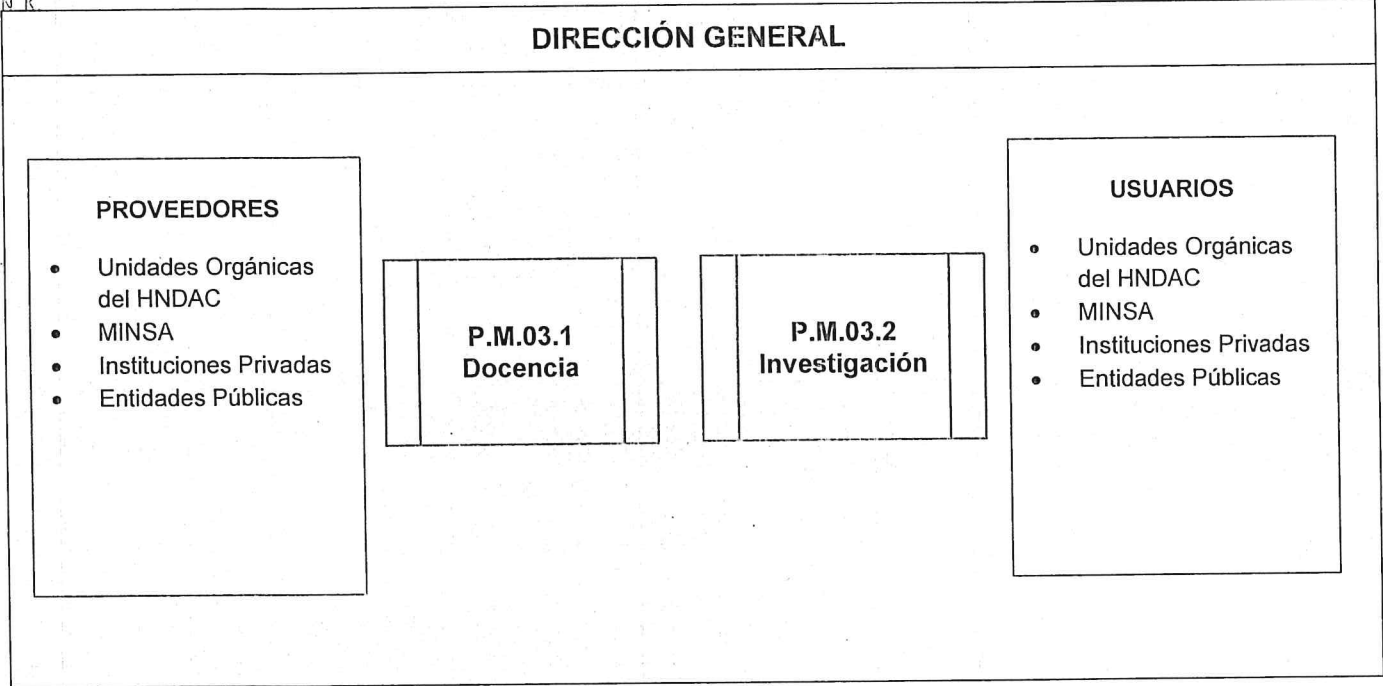 DIRECCIÓN GENERAL
PROVEEDORES
• Unidades Orgánicas
del HNDAC
• MINSA
• Instituciones Privadas
• Entidades Públicas
P.M.03.1
Docencia
P.M.03.2
Investigación
USUARIOS
• Unidades Orgánicas
del HNDAC
• MINSA
• Instituciones Privadas
• Entidades Públicas